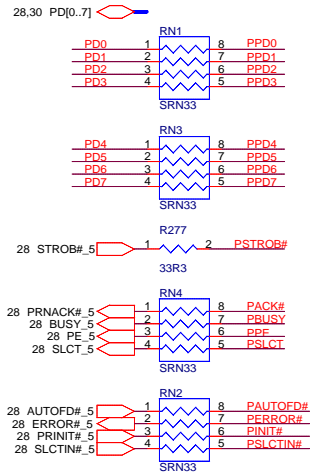 28,30 PD[0..7]
RN1
PD0 1 8 PPD0
PD1 2 7 PPD1
PD2 3 6 PPD2
PD3 4 5 PPD3
SRN33
RN3
PD4 1 8 PPD4
PD5 2 7 PPD5
PD6 3 6 PPD6
PD7 4 5 PPD7
SRN33
R277
28 STROB#_5 1 2 PSTROB#
33R3
RN4
28 PRNACK#_5 1 8 PACK#
28 BUSY_5 2 7 PBUSY
28 PE_5 3 6 PPE
28 SLCT_5 4 5 PSLCT
SRN33
RN2
28 AUTOFD#_5 1 8 PAUTOFD#
28 ERROR#_5 2 7 PERROR#
28 PRINIT#_5 3 6 PINIT#
28 SLCTIN#_5 4 5 PSLCTIN#
SRN33